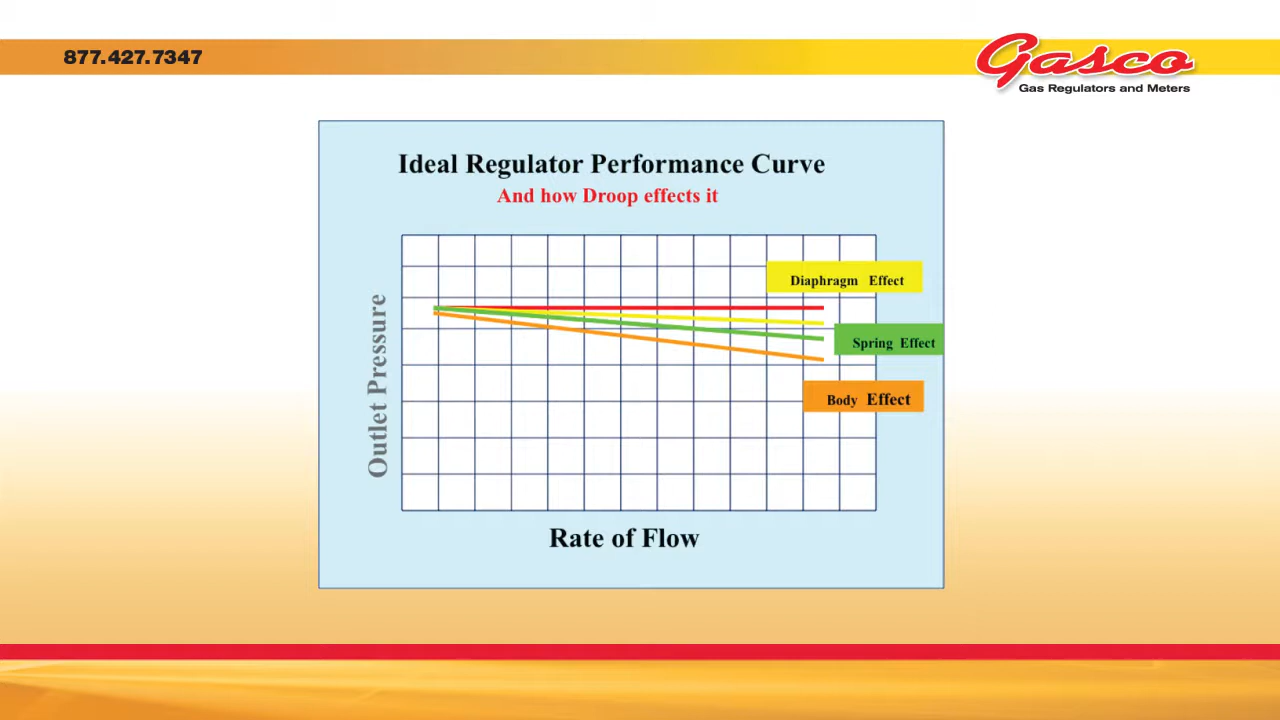 877.427.7347
Gasco
Gas Regulators and Meters
Ideal Regulator Performance Curve
And how Droop effects it
Diaphragm Effect
Spring Effect
Body Effect
Outlet Pressure
Rate of Flow